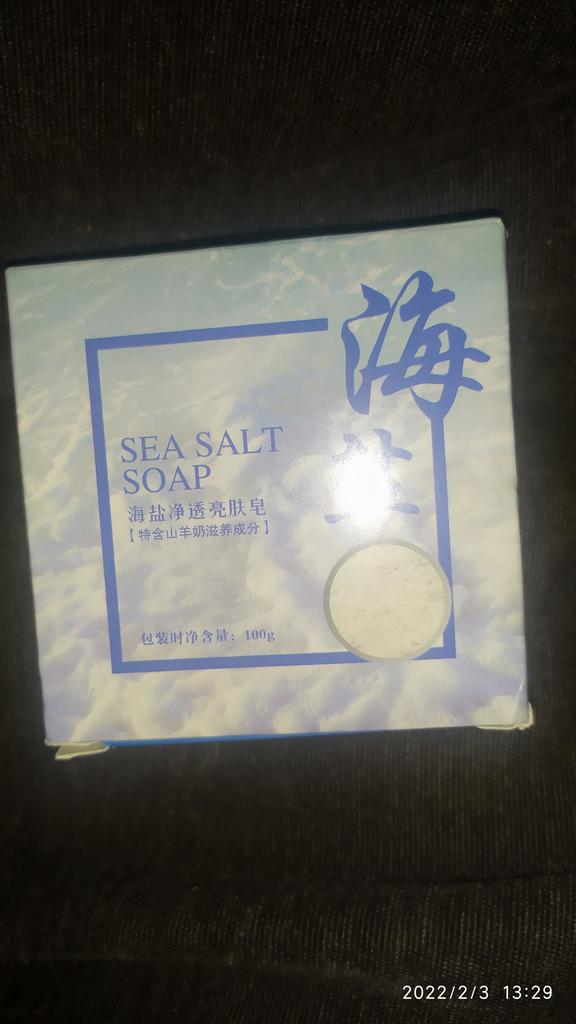 海
SEA SALT
SOAP
海盐净透亮肤皂
【特含山羊奶滋养成分】
包装时净含量：100g
2022/2/3 13:29